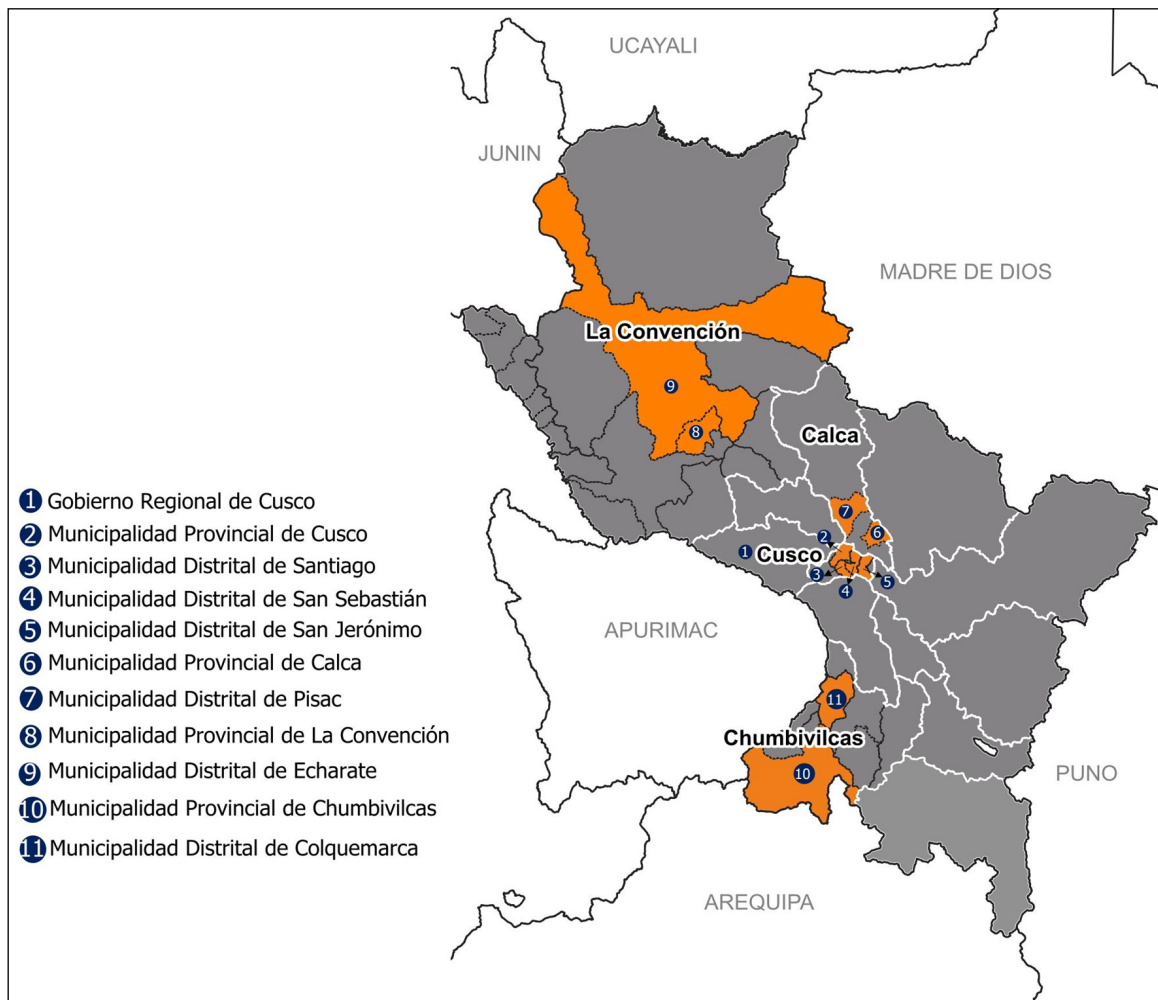 UCAYALI
JUNIN
MADRE DE DIOS
La Convención
9
8
Calca
7
6
2
1
Cusco
3
4
5
APURIMAC
11
Chumbivilcas
10
PUNO
AREQUIPA
1 Gobierno Regional de Cusco
2 Municipalidad Provincial de Cusco
3 Municipalidad Distrital de Santiago
4 Municipalidad Distrital de San Sebastián
5 Municipalidad Distrital de San Jerónimo
6 Municipalidad Provincial de Calca
7 Municipalidad Distrital de Pisac
8 Municipalidad Provincial de La Convención
9 Municipalidad Distrital de Echarate
10 Municipalidad Provincial de Chumbivilcas
11 Municipalidad Distrital de Colquemarca